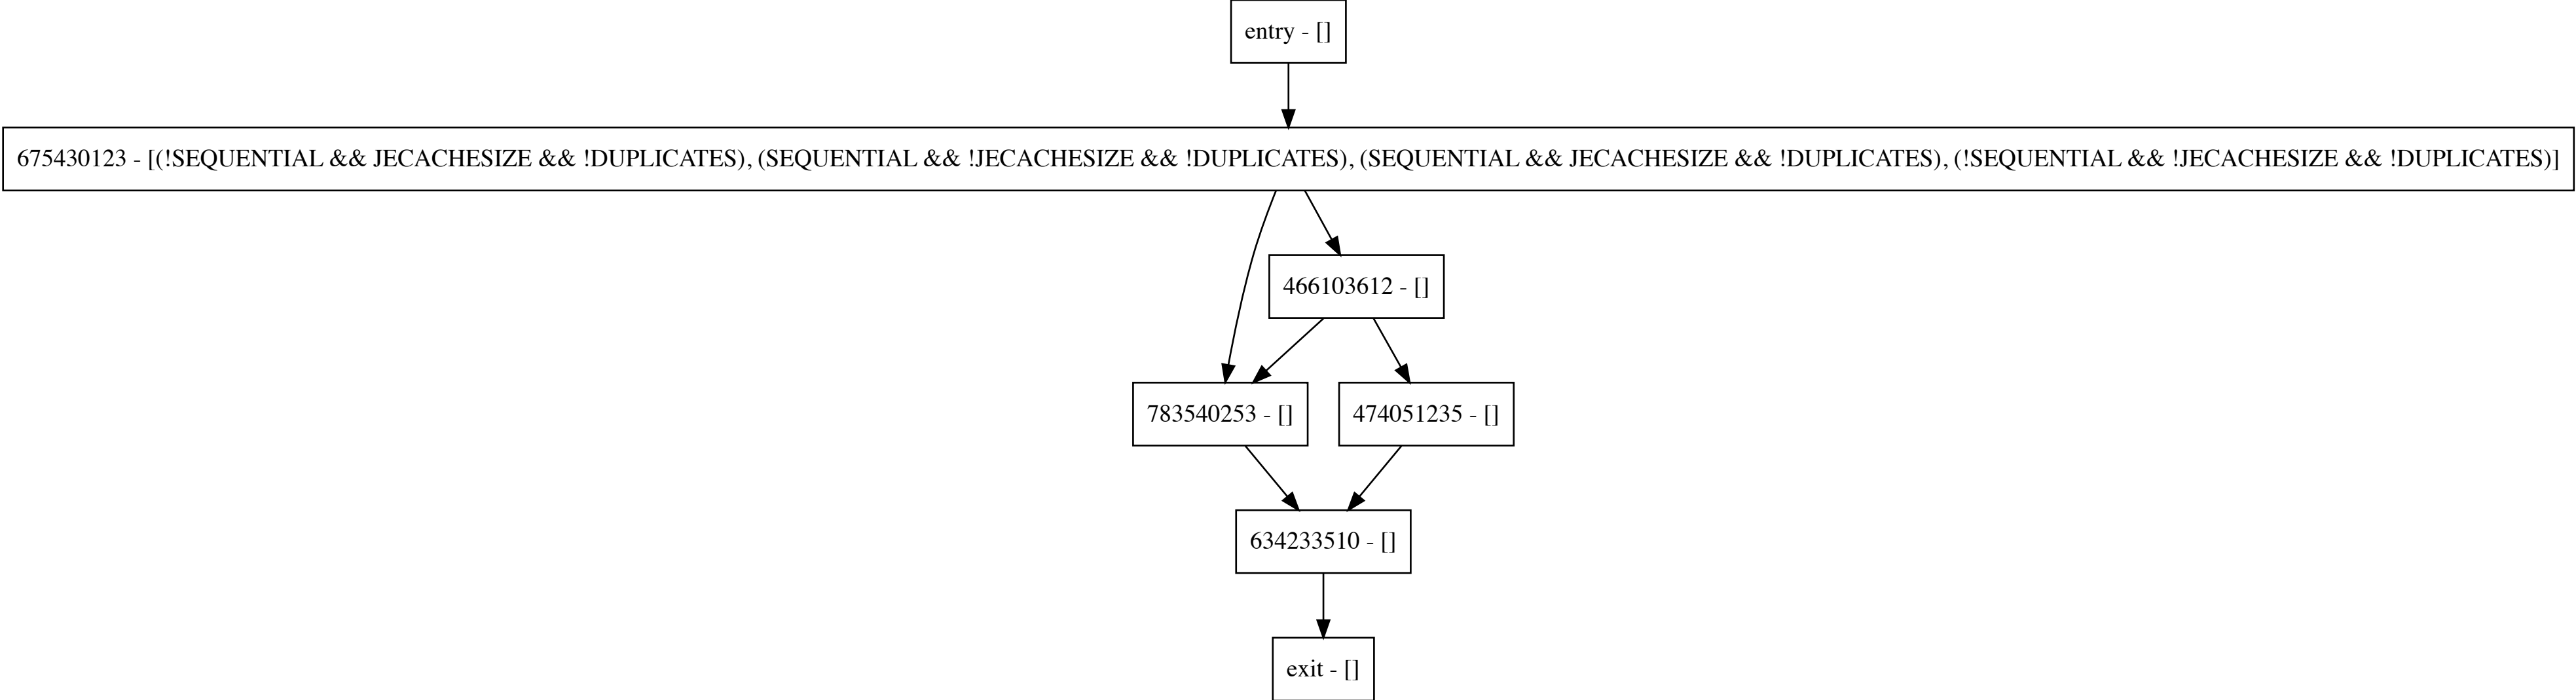 entry - []
675430123 - [(!SEQUENTIAL && JECACHESIZE && !DUPLICATES), (SEQUENTIAL && !JECACHESIZE && !DUPLICATES), (SEQUENTIAL && JECACHESIZE && !DUPLICATES), (!SEQUENTIAL && !JECACHESIZE && !DUPLICATES)]
466103612 - []
783540253 - []
474051235 - []
634233510 - []
exit - []